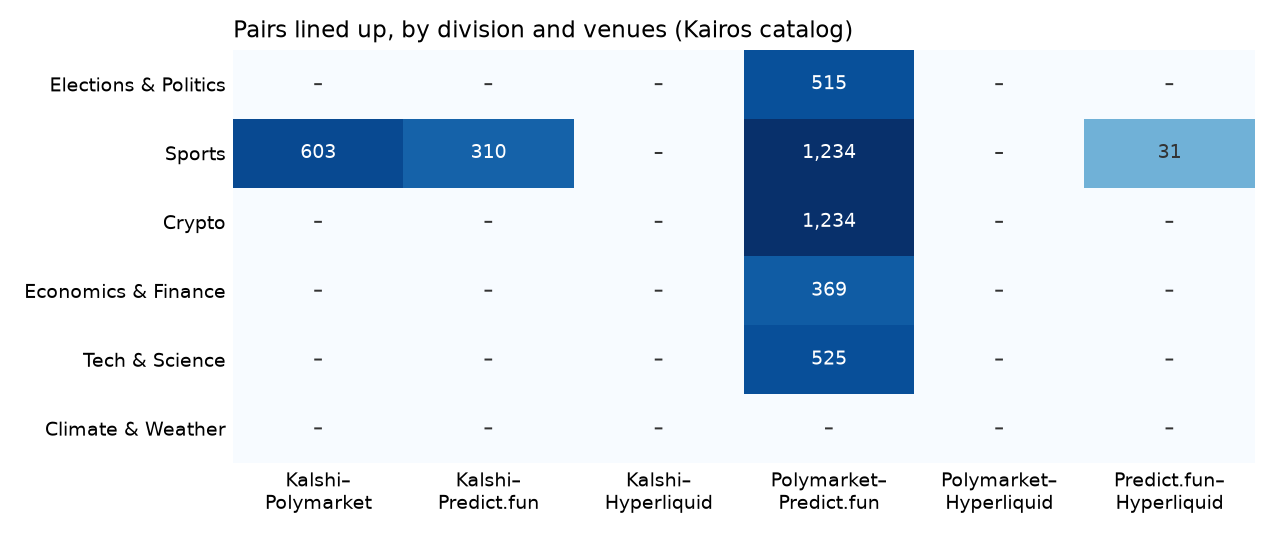 Pairs lined up, by division and venues (Kairos catalog)
Elections & Politics – – – 515 – –
Sports 603 310 – 1,234 – 31
Crypto – – – 1,234 – –
Economics & Finance – – – 369 – –
Tech & Science – – – 525 – –
Climate & Weather – – – – – –
Kalshi– Kalshi– Kalshi– Polymarket– Polymarket– Predict.fun–
Polymarket Predict.fun Hyperliquid Predict.fun Hyperliquid Hyperliquid